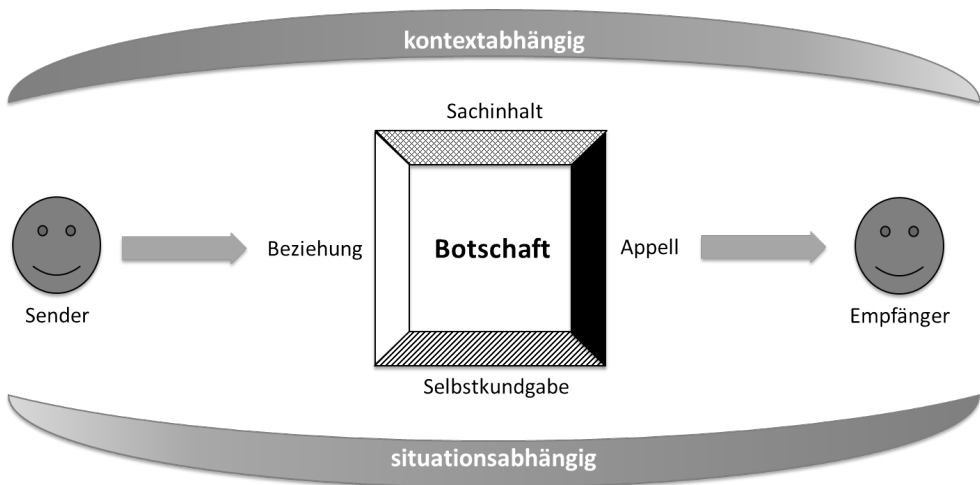 kontextabhängig
Sachinhalt
Beziehung
Botschaft
Appell
Sender
Empfänger
Selbstkundgabe
situationsabhängig